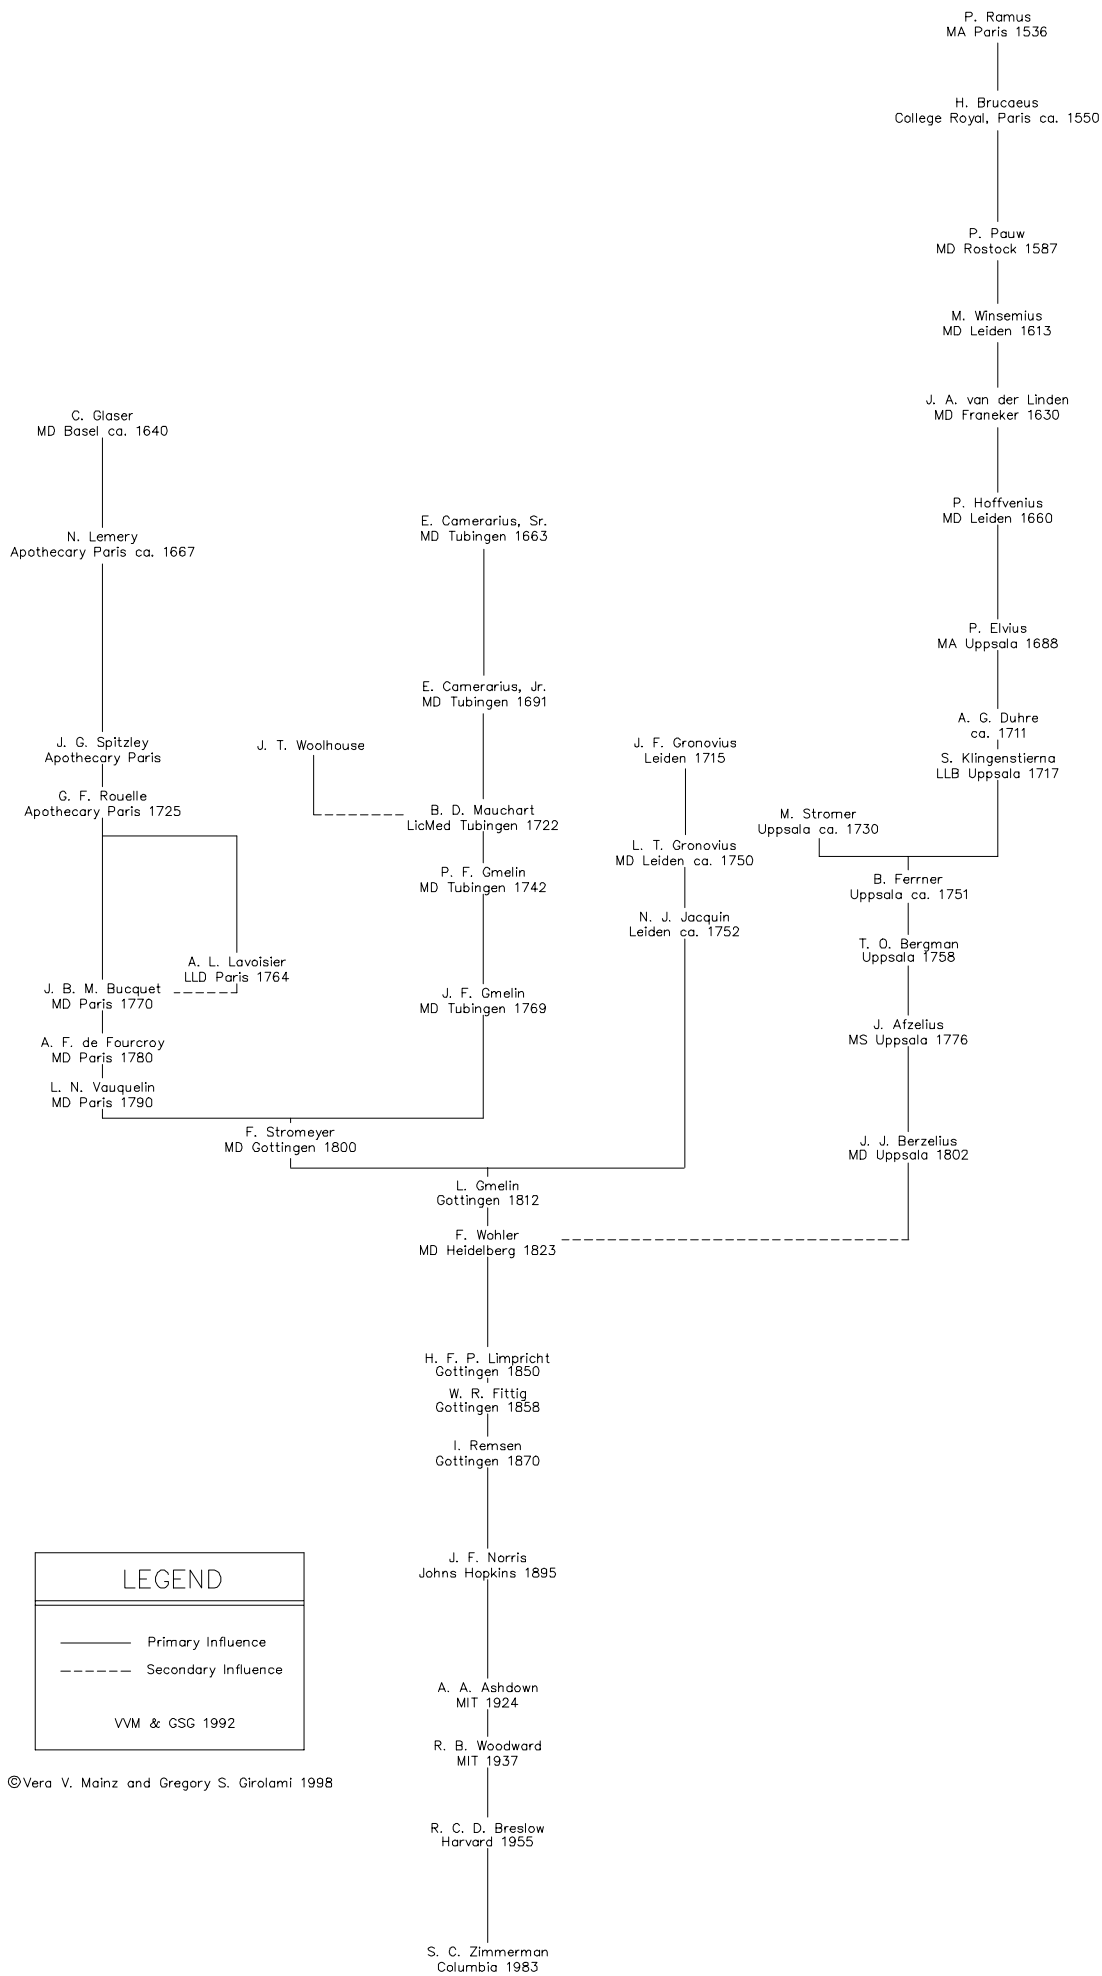 P. Ramus
MA Paris 1536
H. Brucaeus
College Royal, Paris ca. 1550
P. Pauw
MD Rostock 1587
M. Winsemius
MD Leiden 1613
J. A. van der Linden
MD Franeker 1630
C. Glaser
MD Basel ca. 1640
P. Hoffvenius
MD Leiden 1660
E. Camerarius, Sr.
MD Tubingen 1663
N. Lemery
Apothecary Paris ca. 1667
P. Elvius
MA Uppsala 1688
E. Camerarius, Jr.
MD Tubingen 1691
A. G. Duhre
ca. 1711
J. G. Spitzley
Apothecary Paris
J. T. Woolhouse
J. F. Gronovius
Leiden 1715
S. Klingenstierna
LLB Uppsala 1717
G. F. Rouelle
Apothecary Paris 1725
B. D. Mauchart
LicMed Tubingen 1722
M. Stromer
Uppsala ca. 1730
L. T. Gronovius
MD Leiden ca. 1750
P. F. Gmelin
MD Tubingen 1742
B. Ferrner
Uppsala ca. 1751
N. J. Jacquin
Leiden ca. 1752
T. O. Bergman
Uppsala 1758
A. L. Lavoisier
LLD Paris 1764
J. B. M. Bucquet
MD Paris 1770
J. F. Gmelin
MD Tubingen 1769
J. Afzelius
MS Uppsala 1776
A. F. de Fourcroy
MD Paris 1780
L. N. Vauquelin
MD Paris 1790
F. Stromeyer
MD Gottingen 1800
J. J. Berzelius
MD Uppsala 1802
L. Gmelin
Gottingen 1812
F. Wohler
MD Heidelberg 1823
H. F. P. Limpricht
Gottingen 1850
W. R. Fittig
Gottingen 1858
I. Remsen
Gottingen 1870
J. F. Norris
Johns Hopkins 1895
LEGEND
Primary Influence
Secondary Influence
VVM & GSG 1992
©Vera V. Mainz and Gregory S. Girolami 1998
A. A. Ashdown
MIT 1924
R. B. Woodward
MIT 1937
R. C. D. Breslow
Harvard 1955
S. C. Zimmerman
Columbia 1983